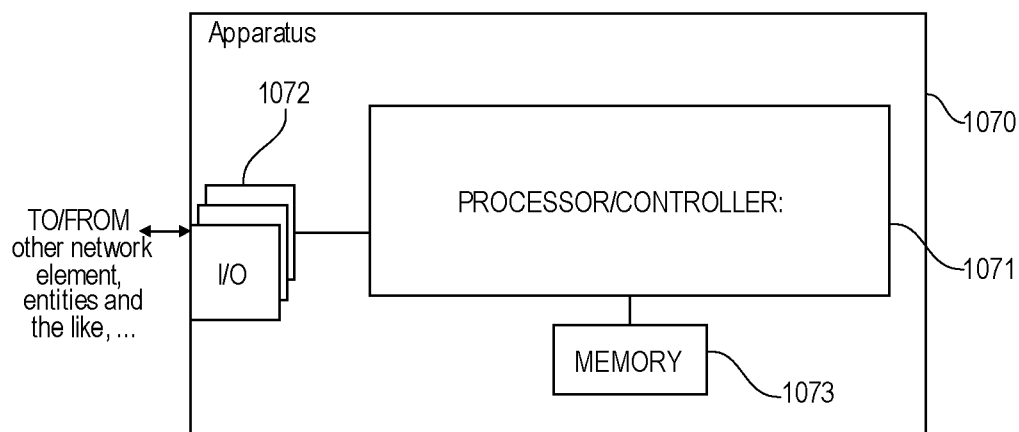 Apparatus
1072
1070
PROCESSOR/CONTROLLER:
TO/FROM
other network
element,
entities and
the like, ...
I/O
1071
MEMORY
1073